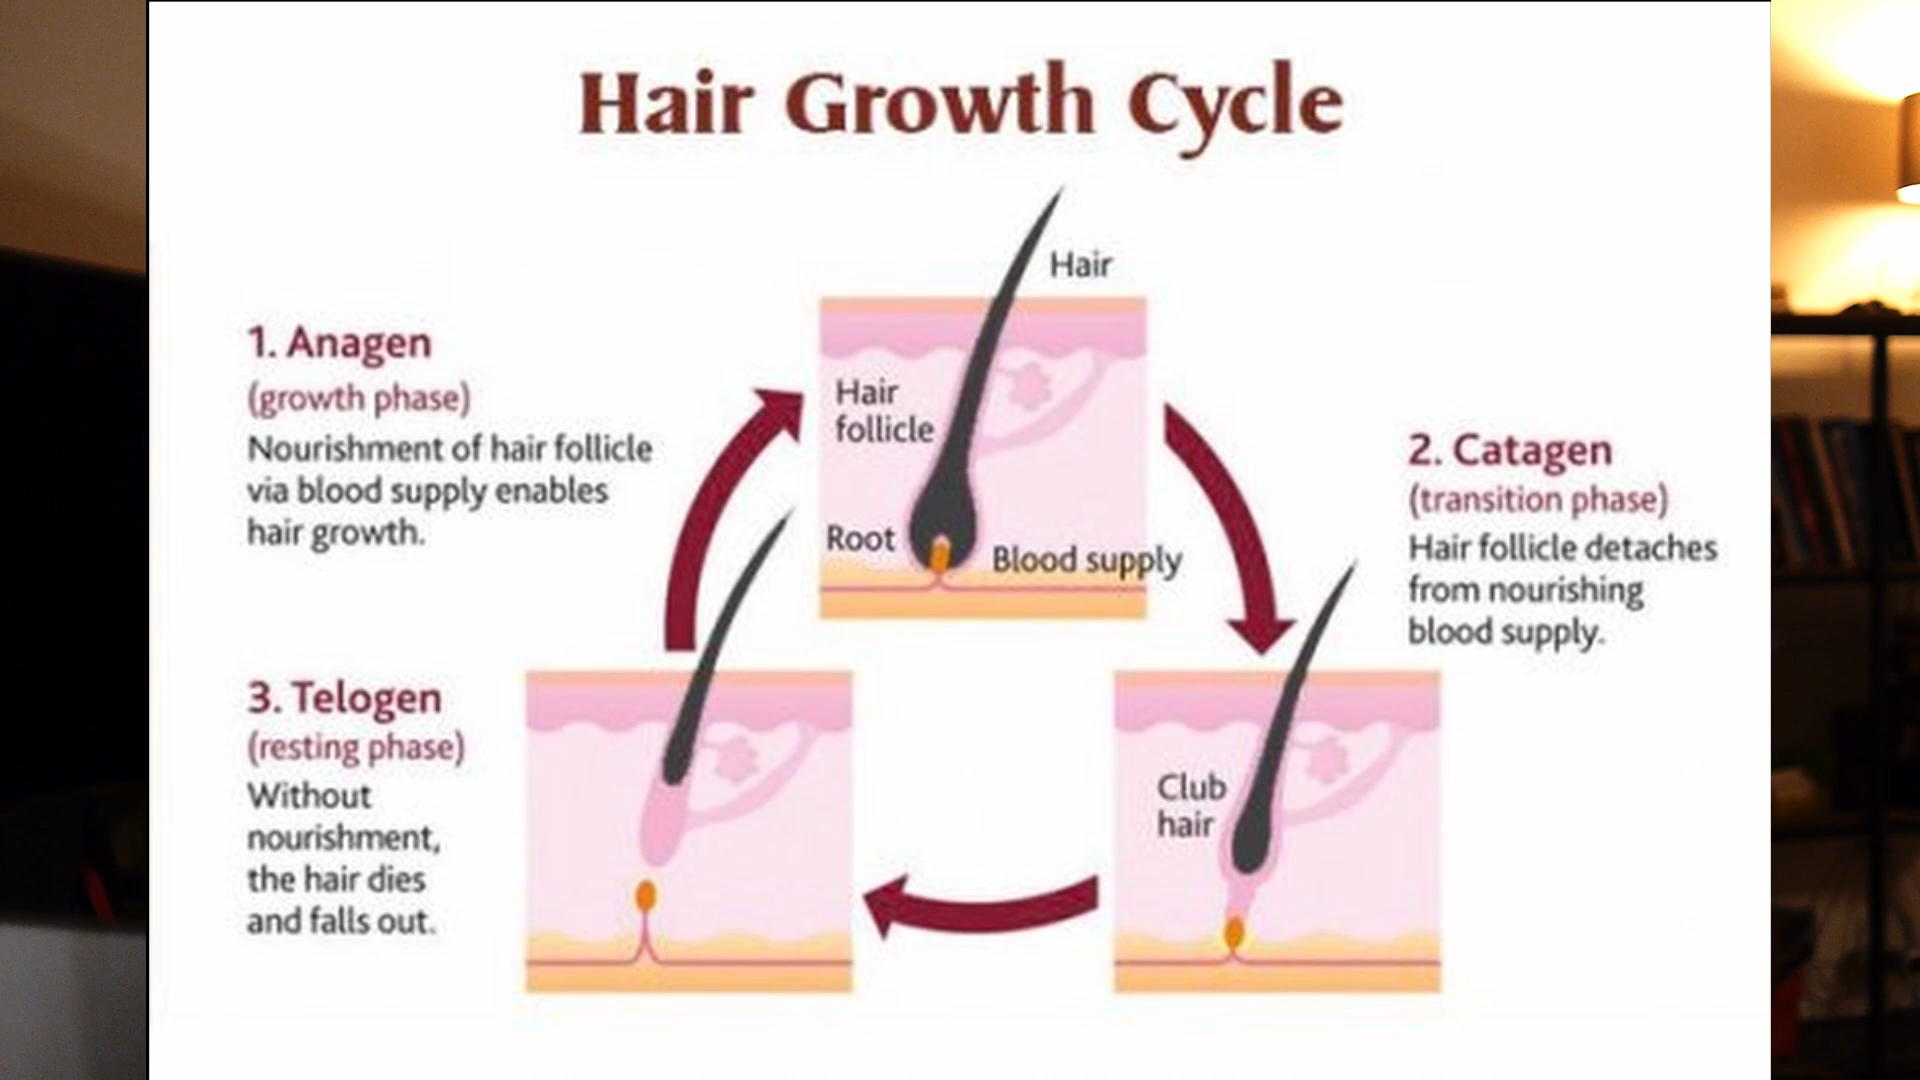 Hair Growth Cycle
Hair
Hair
follicle
Root
Blood supply
1. Anagen
(growth phase)
Nourishment of hair follicle
via blood supply enables
hair growth.
2. Catagen
(transition phase)
Hair follicle detaches
from nourishing
blood supply.
Club
hair
3. Telogen
(resting phase)
Without
nourishment,
the hair dies
and falls out.